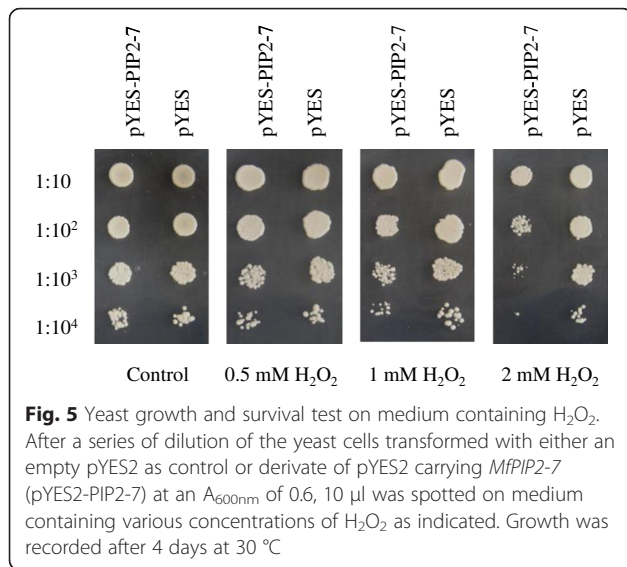 pYES-PIP2-7 pYES pYES-PIP2-7 pYES pYES-PIP2-7 pYES pYES-PIP2-7 pYES
1:10
1:10²
1:10³
1:10⁴
Control 0.5 mM H₂O₂ 1 mM H₂O₂ 2 mM H₂O₂
Fig. 5 Yeast growth and survival test on medium containing H₂O₂.
After a series of dilution of the yeast cells transformed with either an
empty pYES2 as control or derivate of pYES2 carrying MfPIP2-7
(pYES2-PIP2-7) at an A₆₀₀ₙₘ of 0.6, 10 µl was spotted on medium
containing various concentrations of H₂O₂ as indicated. Growth was
recorded after 4 days at 30 °C